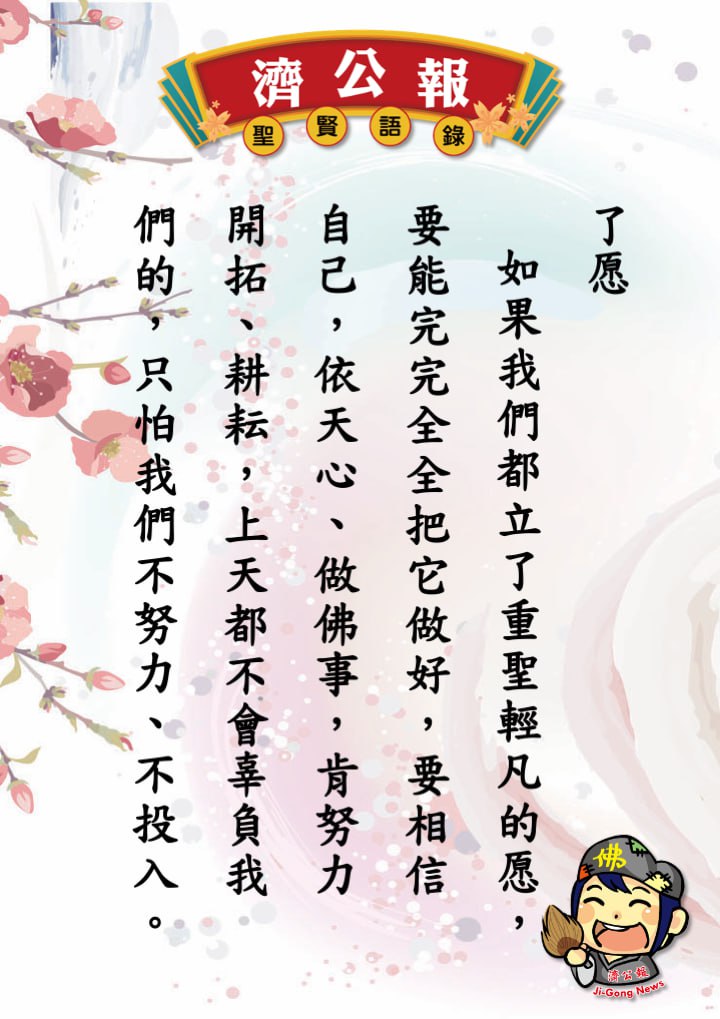 濟公報
聖賢語錄
了愿
如果我們都立了重聖輕凡的愿，
要能完完全全把它做好，要相信
自己，依天心、做佛事，肯努力
開拓、耕耘，上天都不會辜負我
們的，只怕我們不努力、不投入。
佛
濟公報
Ji-Gong News